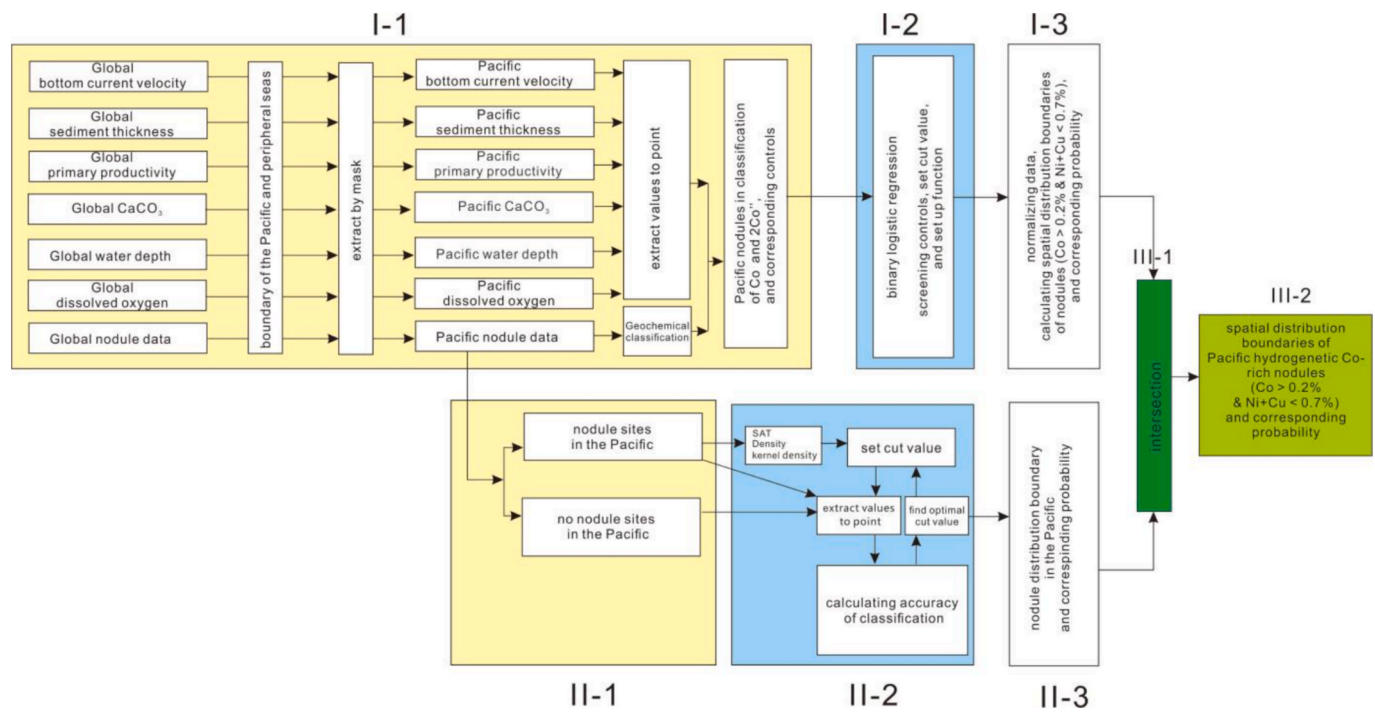 I-1
I-2
I-3
Global
bottom current velocity
Global
sediment thickness
Global
primary productivity
Global CaCO₃
Global water depth
Global
dissolved oxygen
Global nodule data
boundary of the Pacific and peripheral seas
extract by mask
Pacific
bottom current velocity
Pacific
sediment thickness
Pacific
primary productivity
Pacific CaCO₃
Pacific water depth
Pacific
dissolved oxygen
Pacific nodule data
extract values to point
Geochemical
classification
Pacific nodules in classification
of Co and 2Co",
and corresponding controls
binary logistic regression
screening controls, set cut value,
and set up function
normalizing data,
calculating spatial distribution boundaries
of nodules (Co > 0.2% & Ni+Cu < 0.7%),
and corresponding probability
III-1
intersection
III-2
spatial distribution
boundaries of
Pacific hydrogenetic Co-
rich nodules
(Co > 0.2%
& Ni+Cu < 0.7%)
and corresponding
probability
nodule sites
in the Pacific
no nodule sites
in the Pacific
SAT
Density
kernel density
set cut value
extract values
to point
find optimal
cut value
calculating accuracy
of classification
nodule distribution boundary
in the Pacific
and correspinding probability
II-1
II-2
II-3